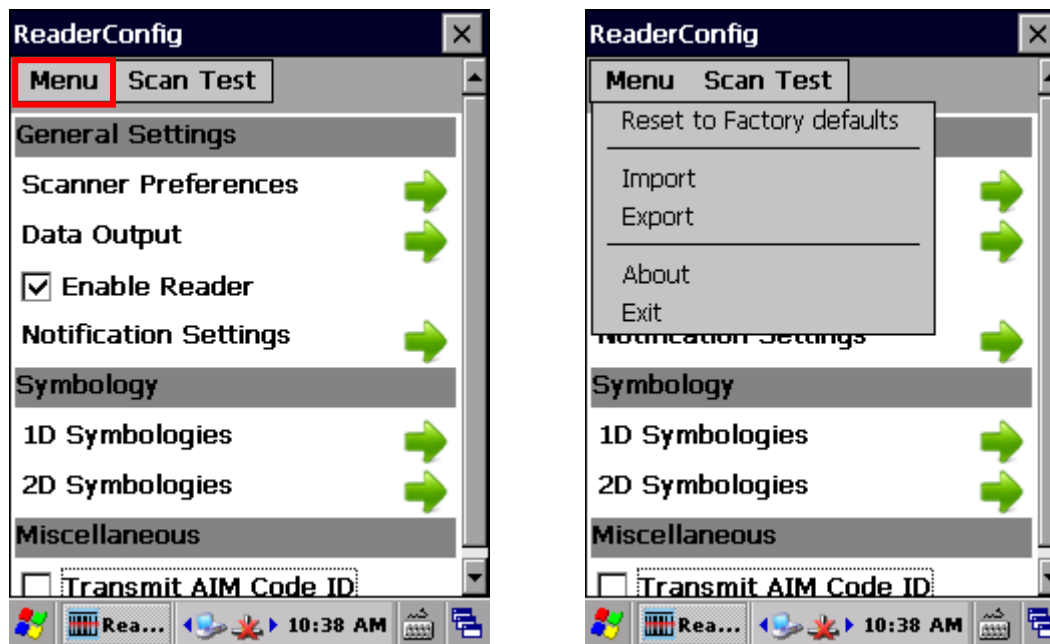 ReaderConfig
Menu Scan Test
General Settings
Scanner Preferences
Data Output
Enable Reader
Notification Settings
Symbology
1D Symbologies
2D Symbologies
Miscellaneous
Transmit AIM Code ID
Rea... 10:38 AM
ReaderConfig
Menu Scan Test
Reset to Factory defaults
Import
Export
About
Exit
Notification Settings
Symbology
1D Symbologies
2D Symbologies
Miscellaneous
Transmit AIM Code ID
Rea... 10:38 AM